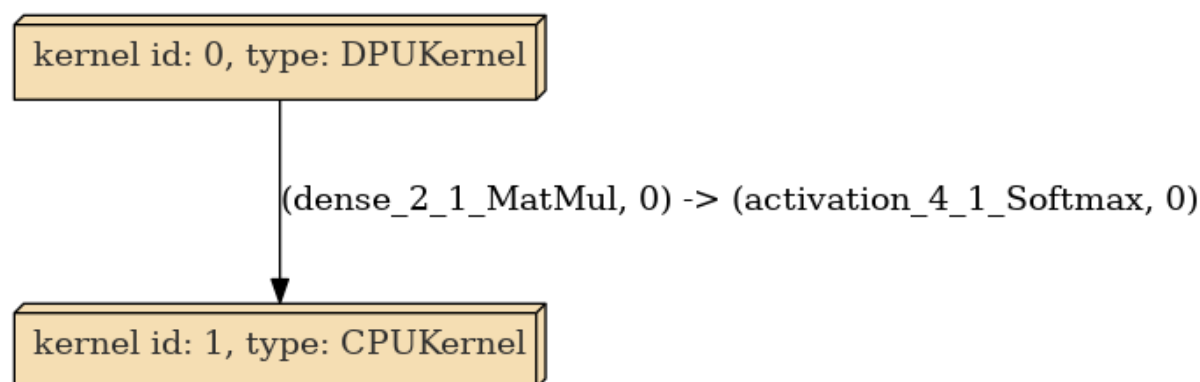 kernel id: 0, type: DPUKernel
(dense_2_1_MatMul, 0) -> (activation_4_1_Softmax, 0)
kernel id: 1, type: CPUKernel